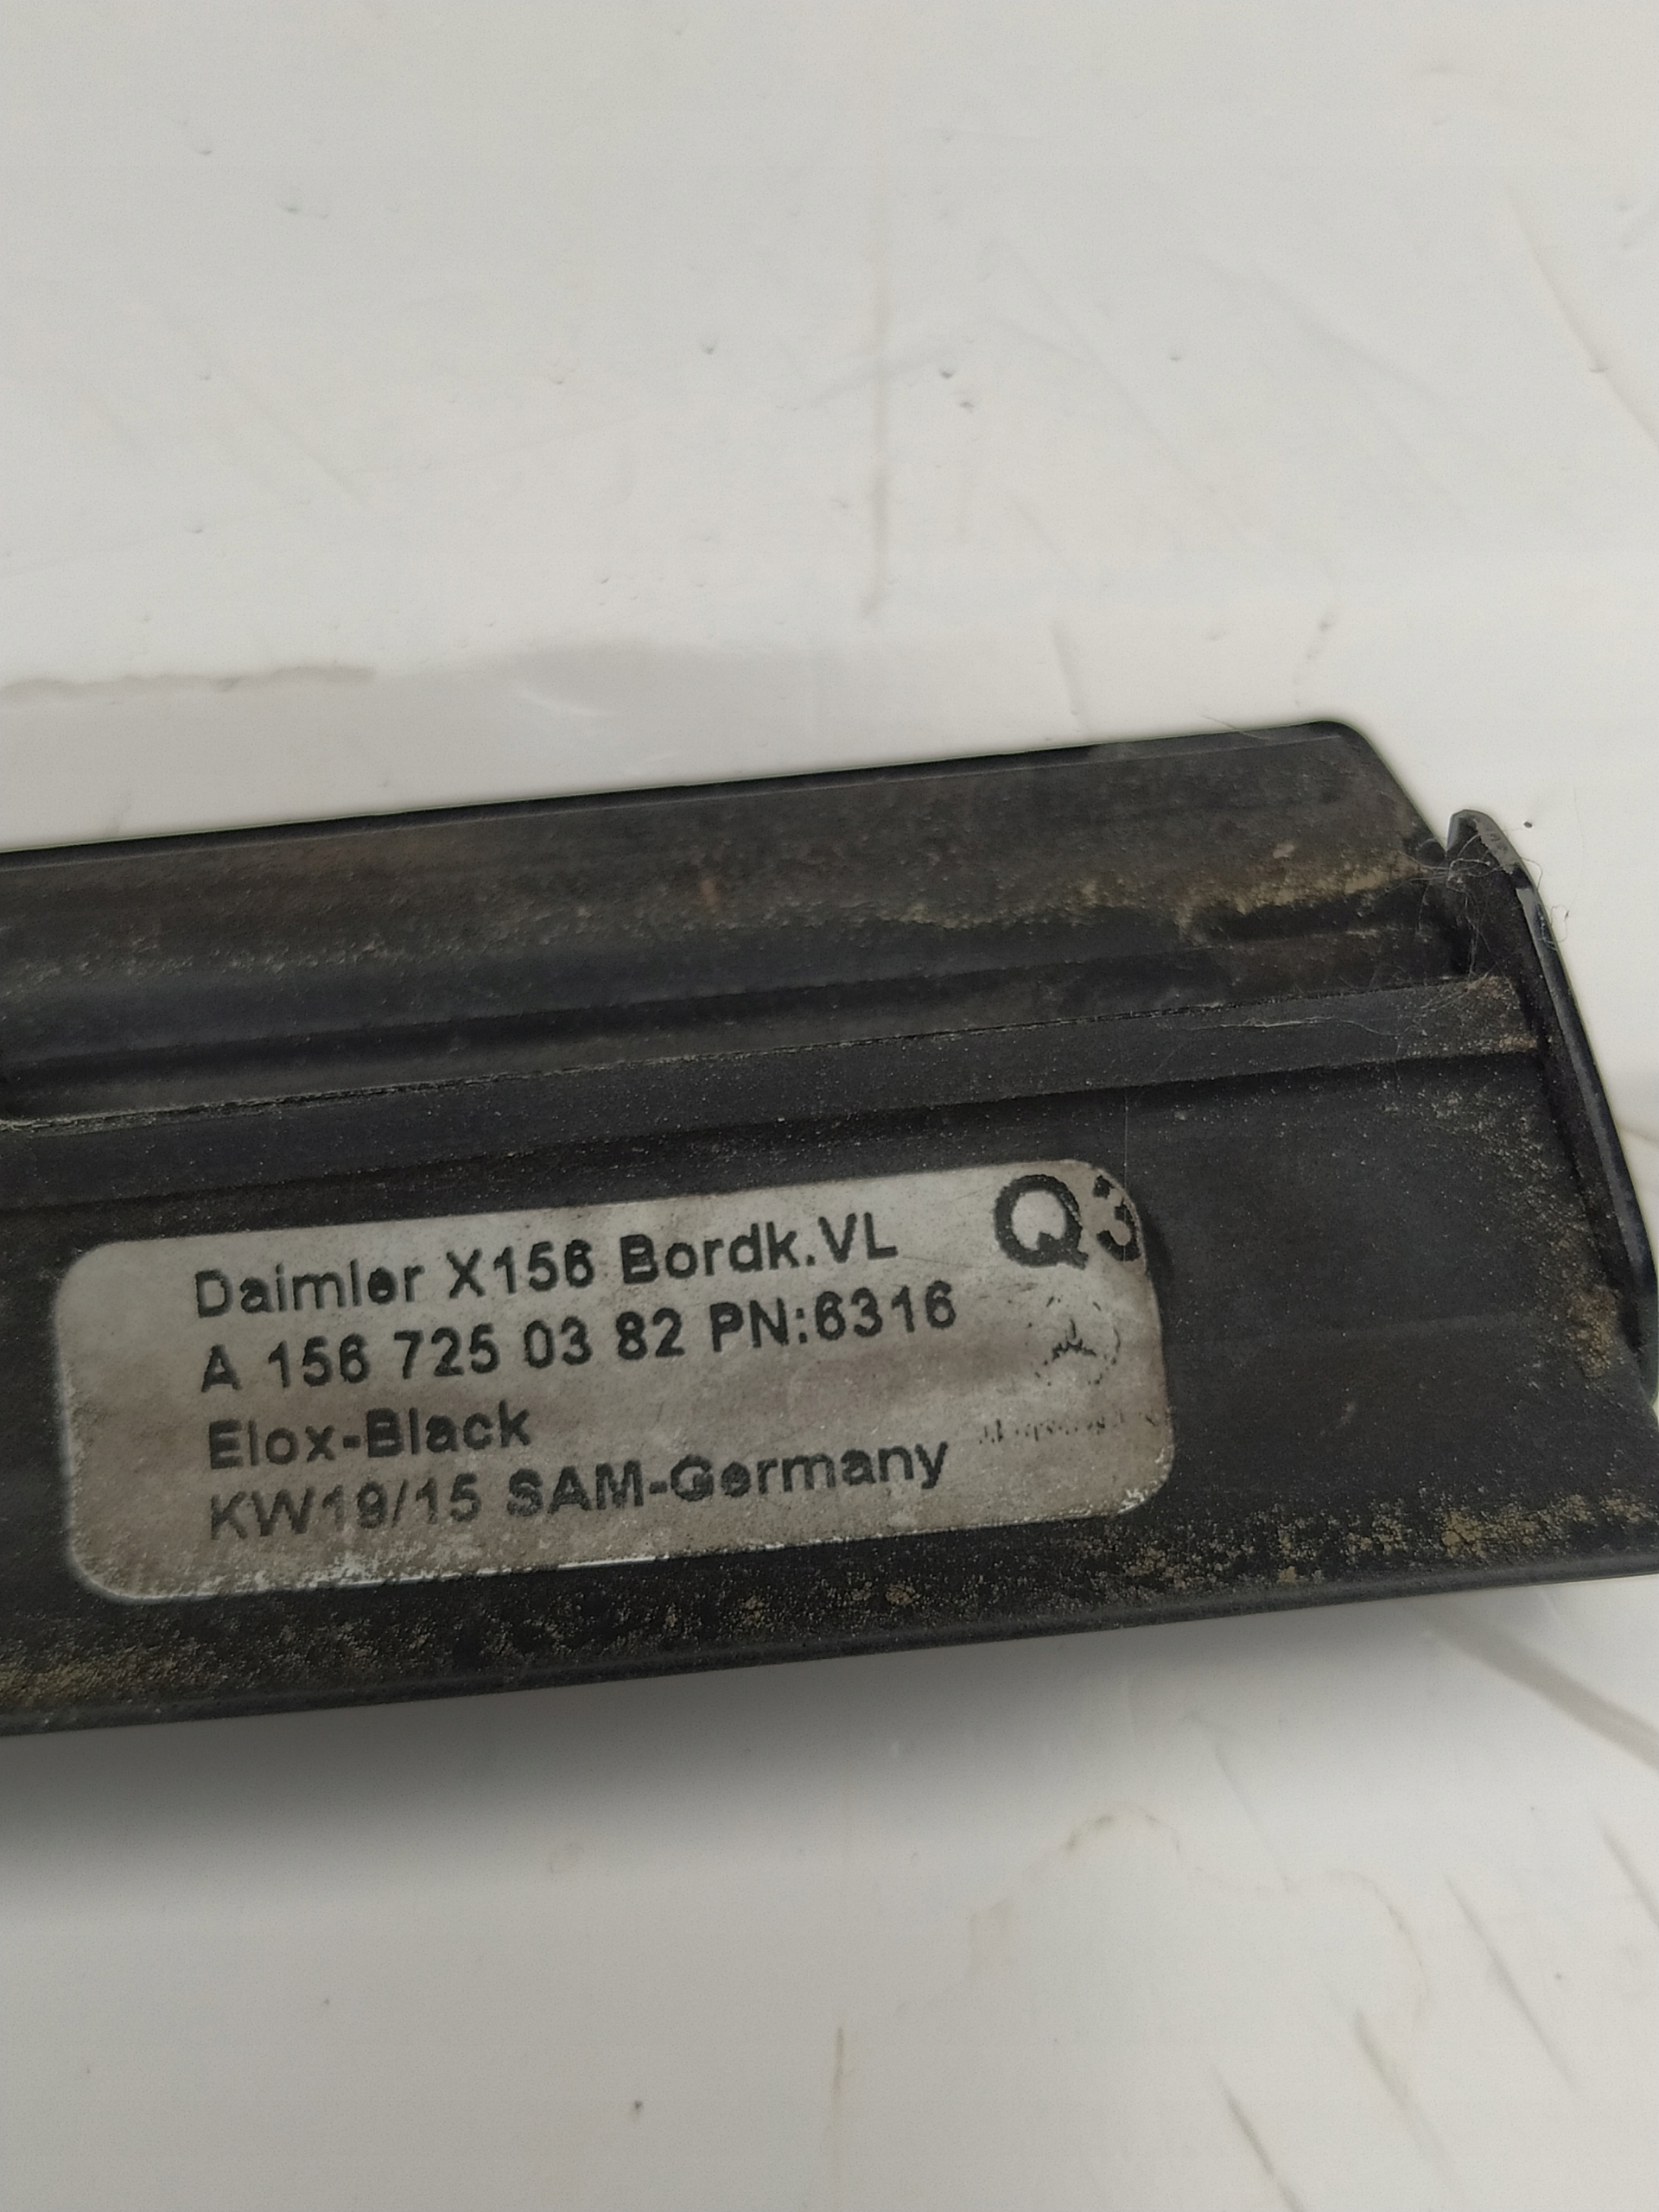 Daimler X156 Bordk.VL Q3
A 156 725 03 82 PN:6316
Elox-Black
KW19/15 SAM-Germany